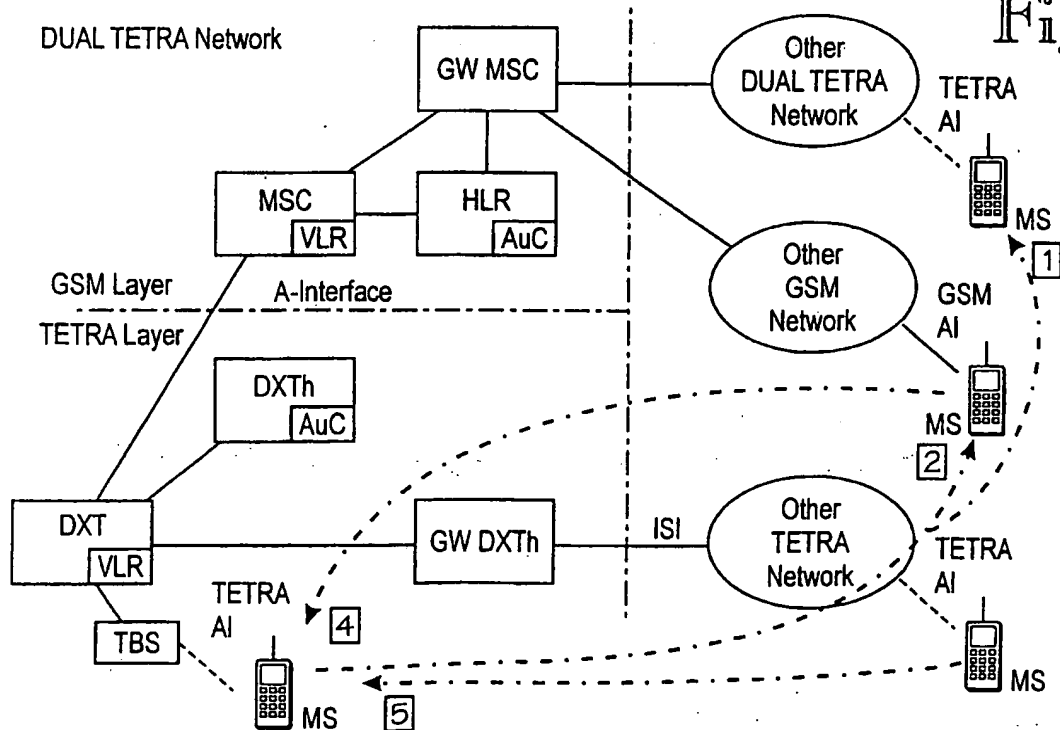 DUAL TETRA Network
Fi
GW MSC
Other
DUAL TETRA
Network
TETRA
AI
MS
1
MSC
VLR
HLR
AuC
GSM Layer
A-Interface
TETRA Layer
Other
GSM
Network
GSM
AI
MS
2
DXTh
AuC
DXT
VLR
GW DXTh
ISI
Other
TETRA
Network
TETRA
AI
MS
TETRA
AI
4
TBS
MS
5